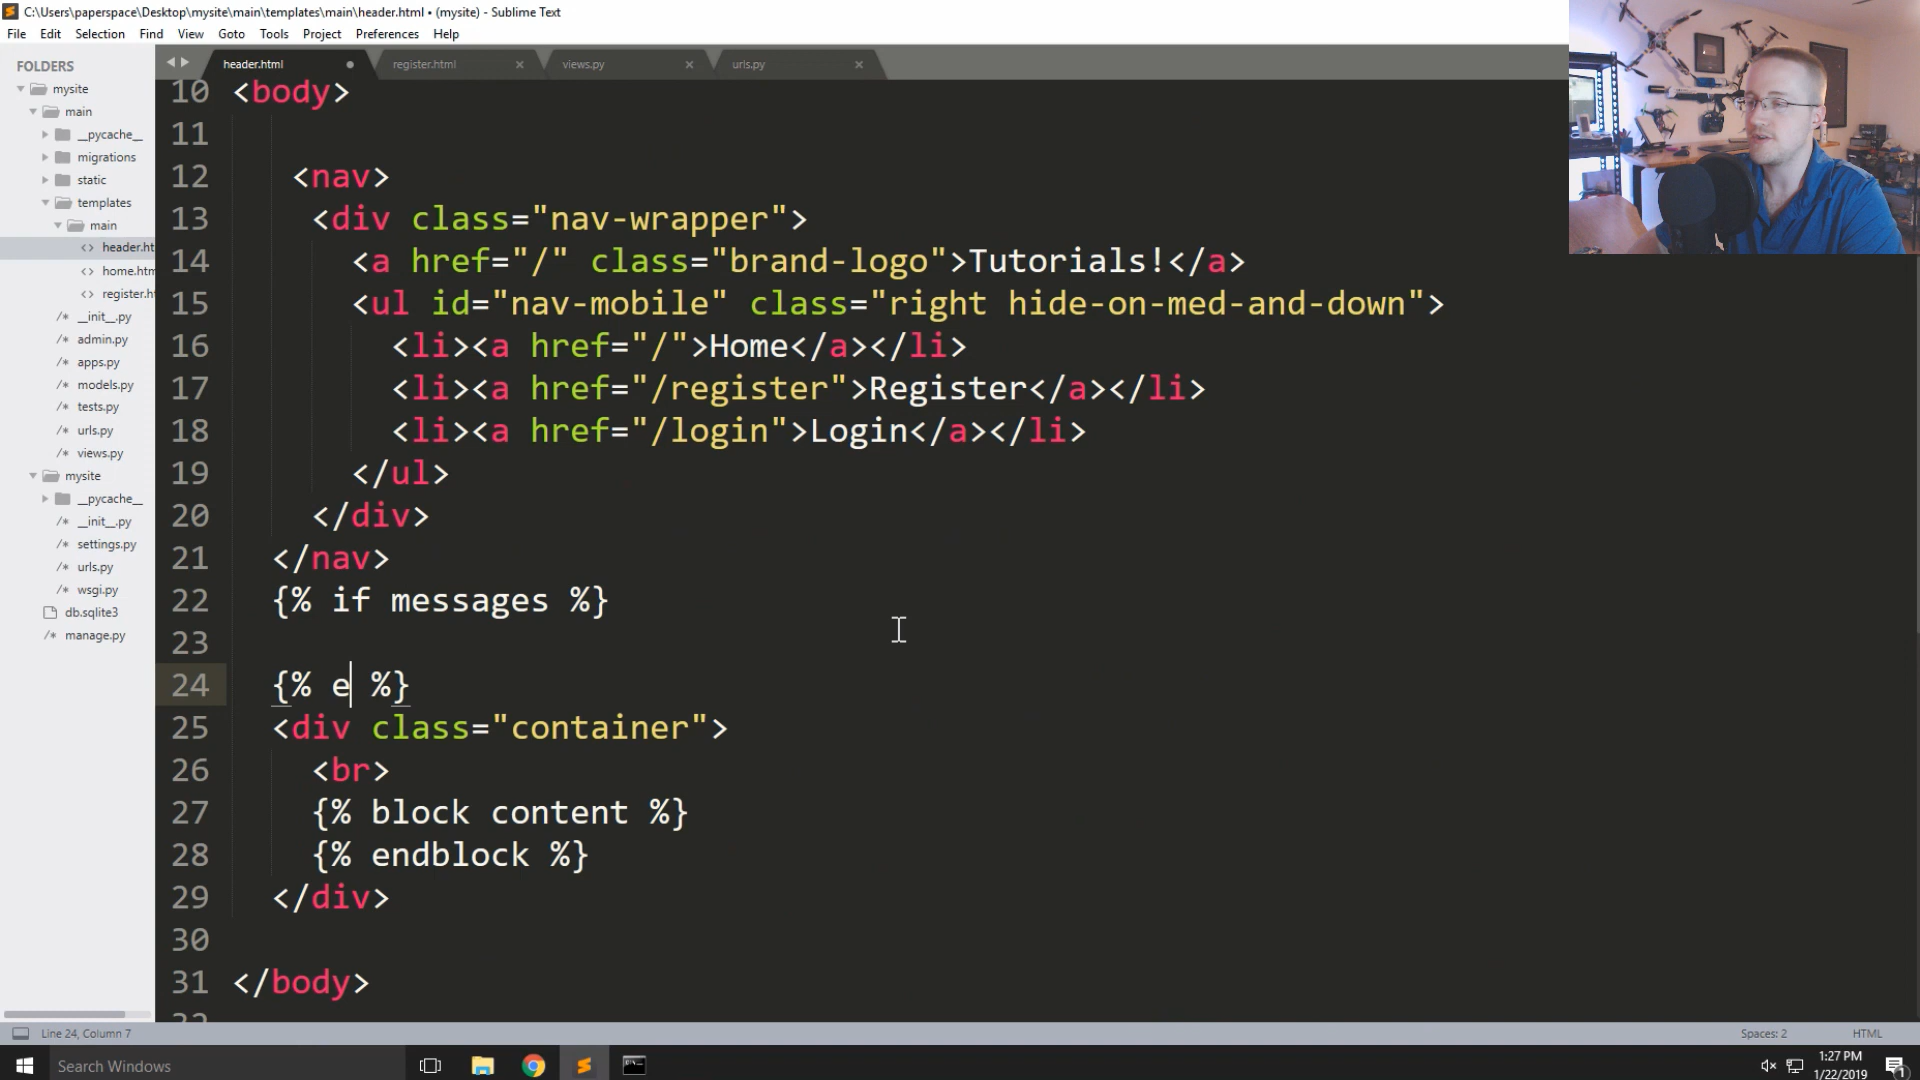 C:\Users\paperspace\Desktop\mysite\main\templates\main\header.html • (mysite) - Sublime Text
File Edit Selection Find View Goto Tools Project Preferences Help
FOLDERS
mysite
main
__pycache__
migrations
static
templates
main
header.ht
home.htm
register.h
__init__.py
admin.py
apps.py
models.py
tests.py
urls.py
views.py
mysite
__pycache__
__init__.py
settings.py
urls.py
wsgi.py
db.sqlite3
manage.py
header.html register.html views.py urls.py
10 <body>
11
12 <nav>
13 <div class="nav-wrapper">
14 <a href="/" class="brand-logo">Tutorials!</a>
15 <ul id="nav-mobile" class="right hide-on-med-and-down">
16 <li><a href="/">Home</a></li>
17 <li><a href="/register">Register</a></li>
18 <li><a href="/login">Login</a></li>
19 </ul>
20 </div>
21 </nav>
22 {% if messages %}
23
24 {% e %}
25 <div class="container">
26 <br>
27 {% block content %}
28 {% endblock %}
29 </div>
30
31 </body>
32
Line 24, Column 7
Spaces: 2 HTML
Search Windows
1:27 PM
1/22/2019